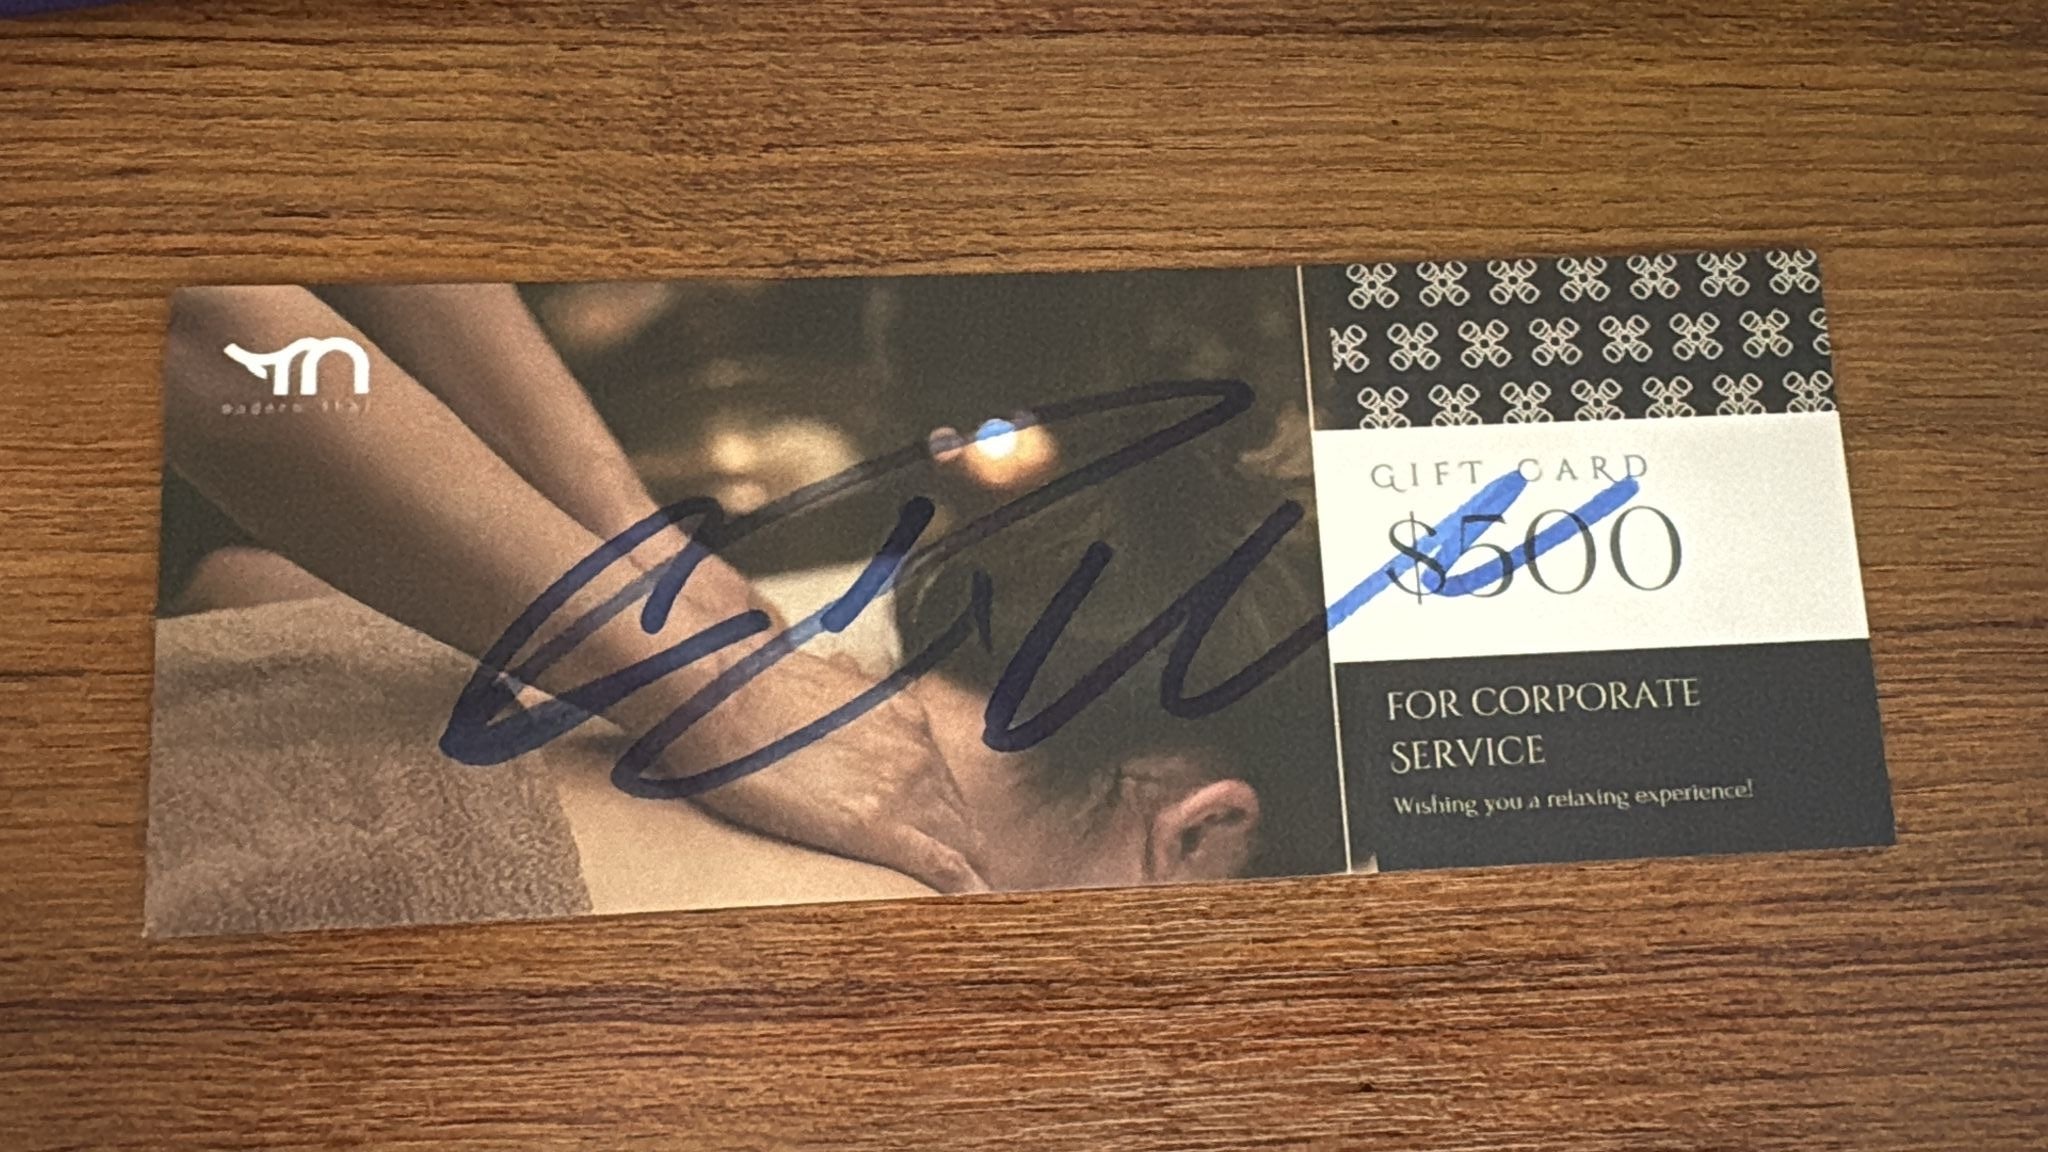 GIFT CARD
$500
FOR CORPORATE
SERVICE
Wishing you a relaxing experience!